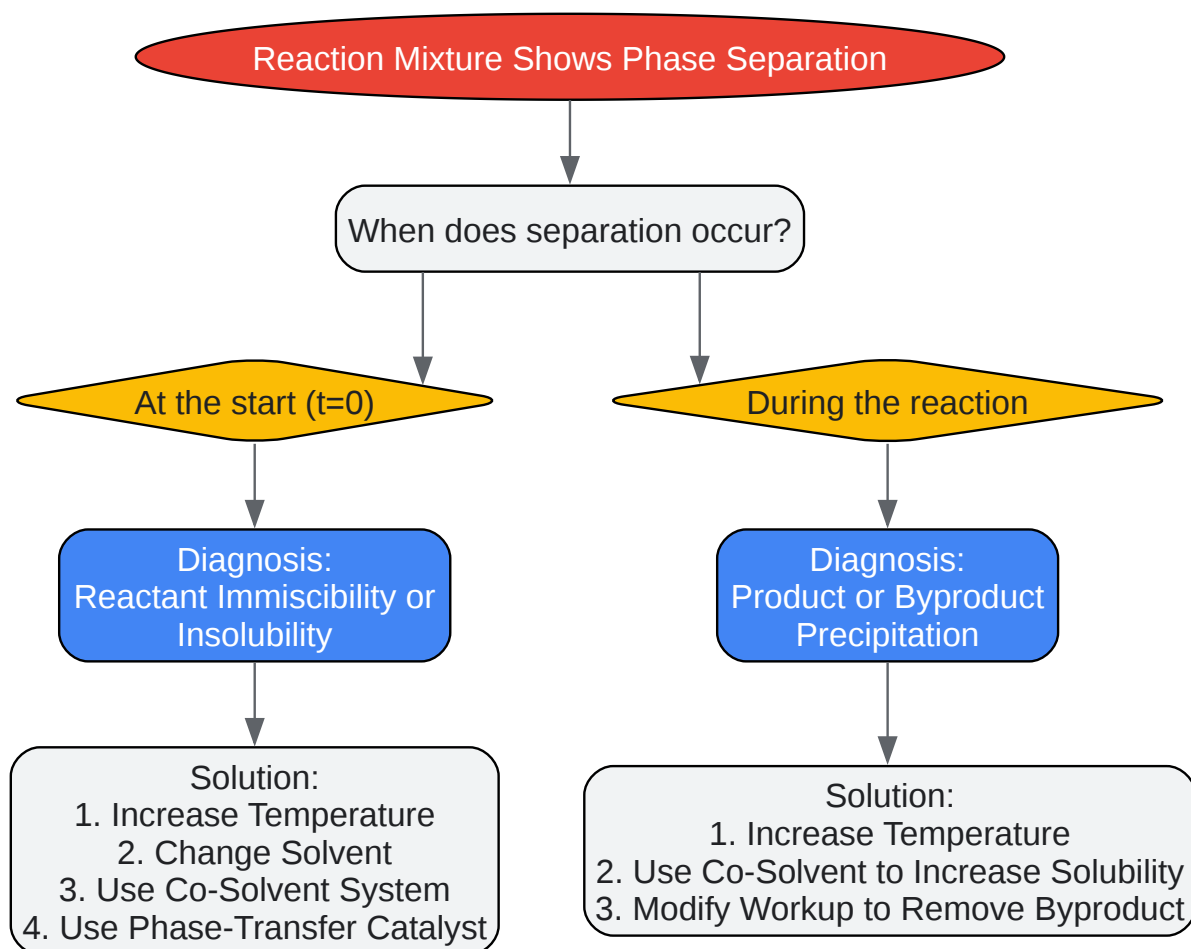 Reaction Mixture Shows Phase Separation
When does separation occur?
At the start (t=0)
During the reaction
Diagnosis:
Reactant Immiscibility or
Insolubility
Diagnosis:
Product or Byproduct
Precipitation
Solution:
1. Increase Temperature
2. Change Solvent
3. Use Co-Solvent System
4. Use Phase-Transfer Catalyst
Solution:
1. Increase Temperature
2. Use Co-Solvent to Increase Solubility
3. Modify Workup to Remove Byproduct